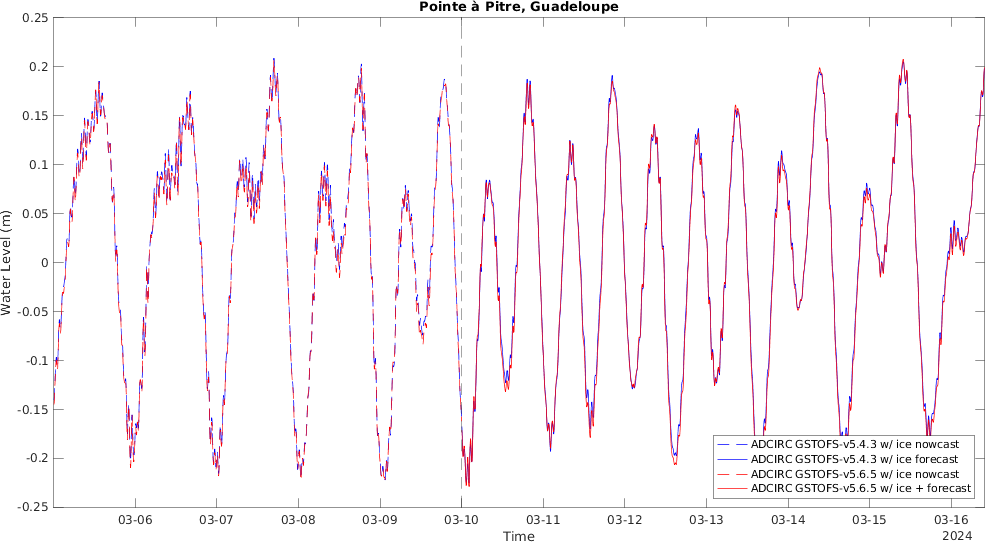 Pointe à Pitre, Guadeloupe
0.25
0.2
0.15
0.1
0.05
0
-0.05
-0.1
-0.15
-0.2
-0.25
Water Level (m)
ADCIRC GSTOFS-v5.4.3 w/ ice nowcast
ADCIRC GSTOFS-v5.4.3 w/ ice forecast
ADCIRC GSTOFS-v5.6.5 w/ ice nowcast
ADCIRC GSTOFS-v5.6.5 w/ ice + forecast
03-06 03-07 03-08 03-09 03-10 03-11 03-12 03-13 03-14 03-15 03-16
Time
2024